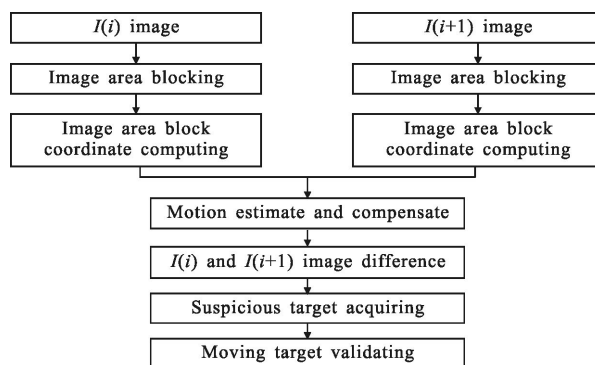 I(i) image
I(i+1) image
Image area blocking
Image area blocking
Image area block
coordinate computing
Image area block
coordinate computing
Motion estimate and compensate
I(i) and I(i+1) image difference
Suspicious target acquiring
Moving target validating